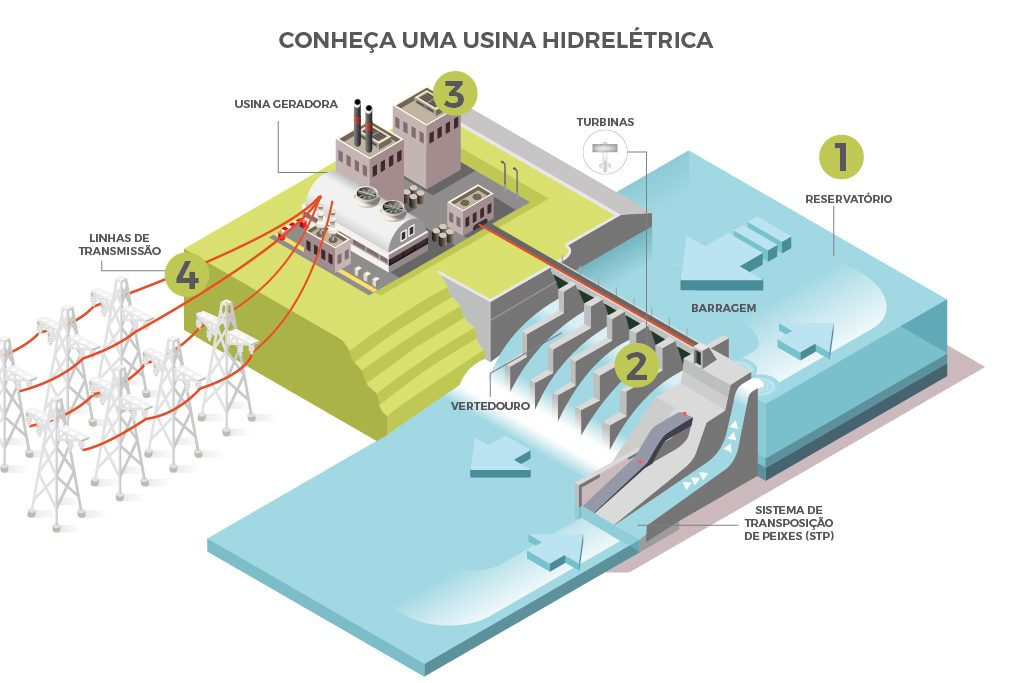 CONHEÇA UMA USINA HIDRELÉTRICA
3
USINA GERADORA
TURBINAS
1
RESERVATÓRIO
LINHAS DE
TRANSMISSÃO
4
BARRAGEM
2
VERTEDOURO
SISTEMA DE
TRANSPOSIÇÃO
DE PEIXES (STP)